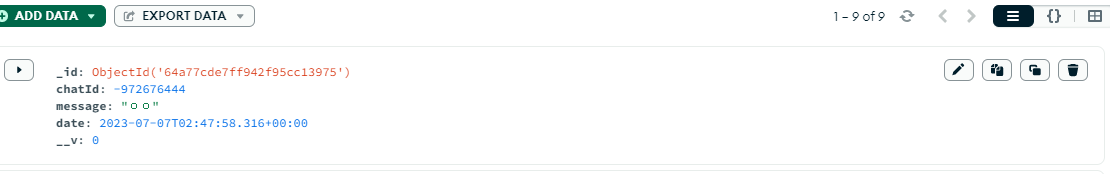 ADD DATA
EXPORT DATA
1 – 9 of 9
{}
_id: ObjectId('64a77cde7ff942f95cc13975')
chatId: -972676444
message: "ㅇㅇ"
date: 2023-07-07T02:47:58.316+00:00
__v: 0